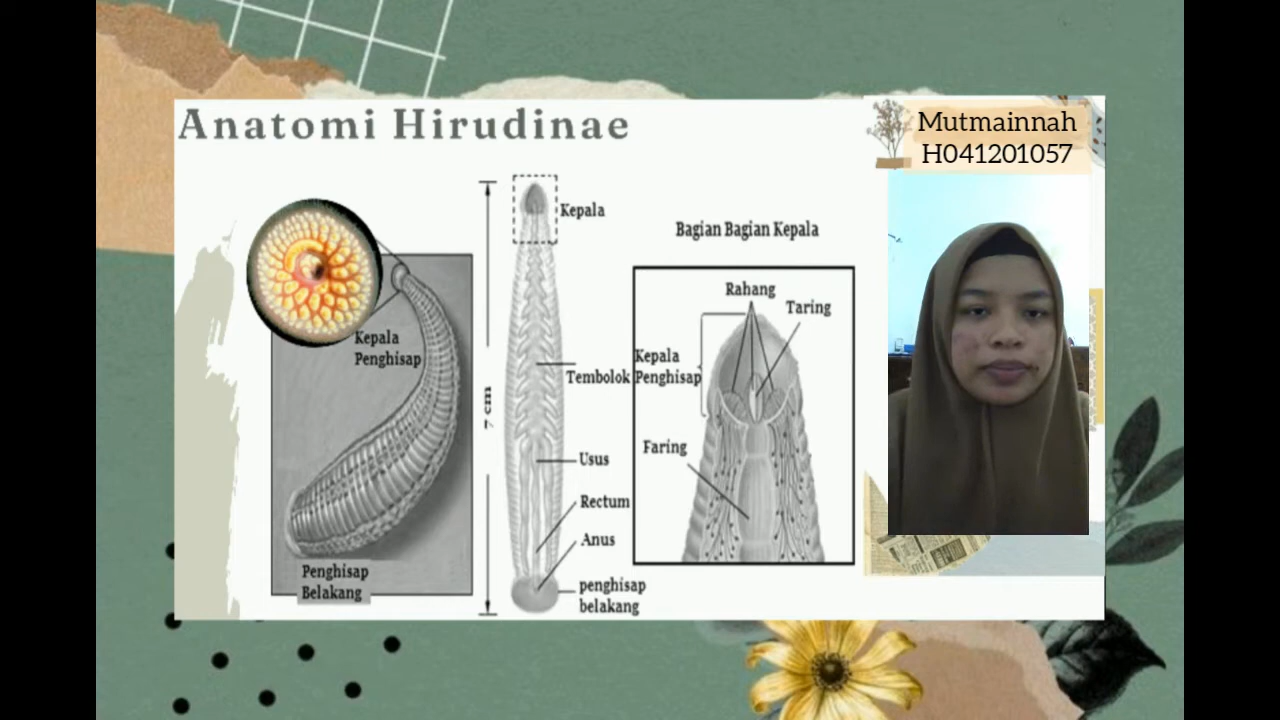 Anatomi Hirudinae
Mutmainnah
H041201057
Kepala
Penghisap
Penghisap
Belakang
7 cm
Kepala
Tembolok
Usus
Rectum
Anus
penghisap
belakang
Bagian Bagian Kepala
Rahang
Taring
Kepala
Penghisap
Faring